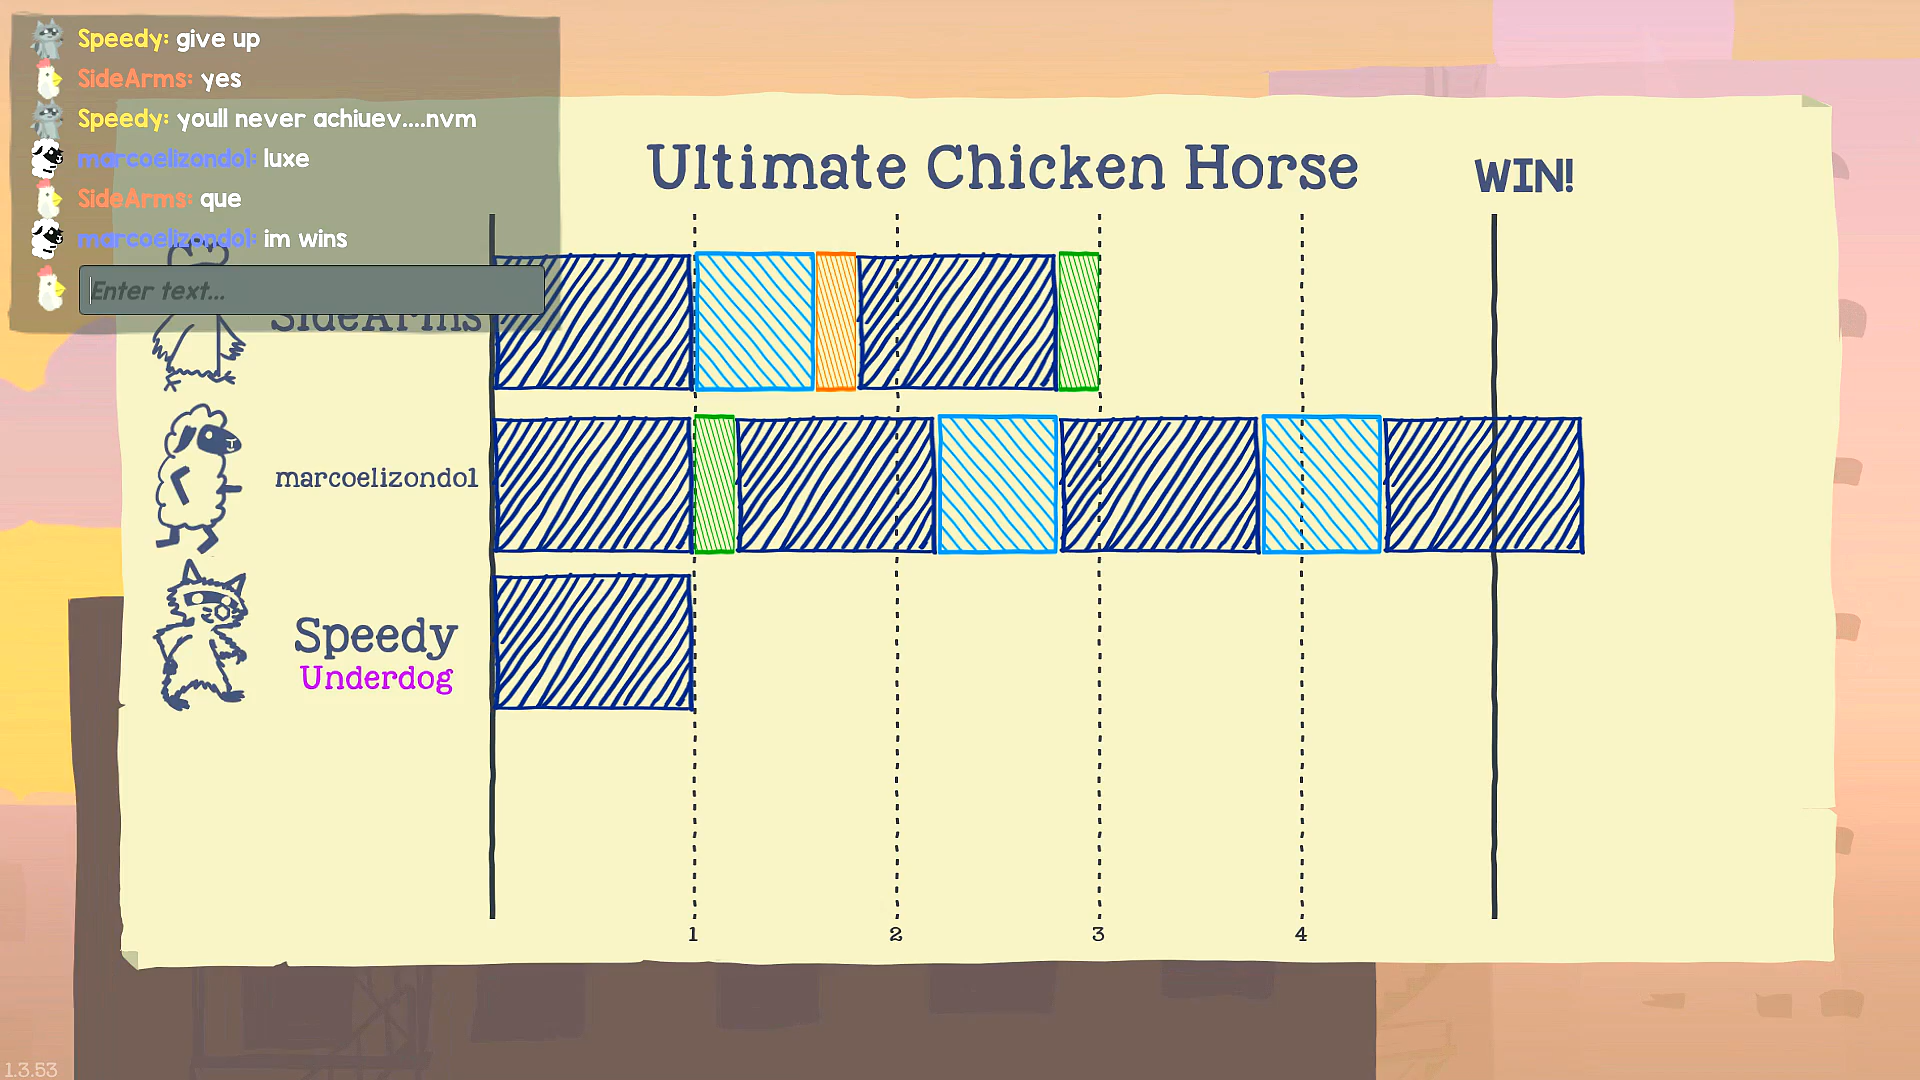 Speedy: give up
SideArms: yes
Speedy: youll never achiuev....nvm
marcoelizondo1: luxe
SideArms: que
marcoelizondo1: im wins
Enter text...
Ultimate Chicken Horse
WIN!
SideArms
marcoelizondo1
Speedy
Underdog
1 2 3 4
1.3.53